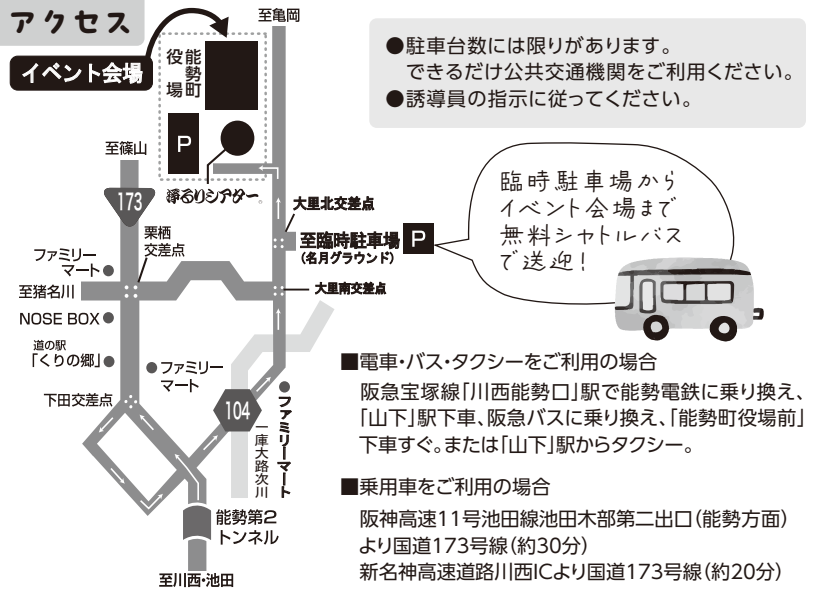 アクセス
イベント会場
至亀岡
能勢町
役場
P
浄るりシアター。
至篠山
173
栗栖
交差点
ファミリー
マート
至猪名川
NOSE BOX
道の駅
「くりの郷」
ファミリー
マート
下田交差点
大里北交差点
至臨時駐車場
(名月グラウンド)
P
大里南交差点
104
ファミリーマート
一庫大路次川
能勢第2
トンネル
至川西・池田
●駐車台数には限りがあります。
できるだけ公共交通機関をご利用ください。
●誘導員の指示に従ってください。
臨時駐車場から
イベント会場まで
無料シャトルバス
で送迎!
■電車・バス・タクシーをご利用の場合
阪急宝塚線「川西能勢口」駅で能勢電鉄に乗り換え、
「山下」駅下車、阪急バスに乗り換え、「能勢町役場前」
下車すぐ。または「山下」駅からタクシー。
■乗用車をご利用の場合
阪神高速11号池田線池田木部第二出口(能勢方面)
より国道173号線(約30分)
新名神高速道路川西ICより国道173号線(約20分)